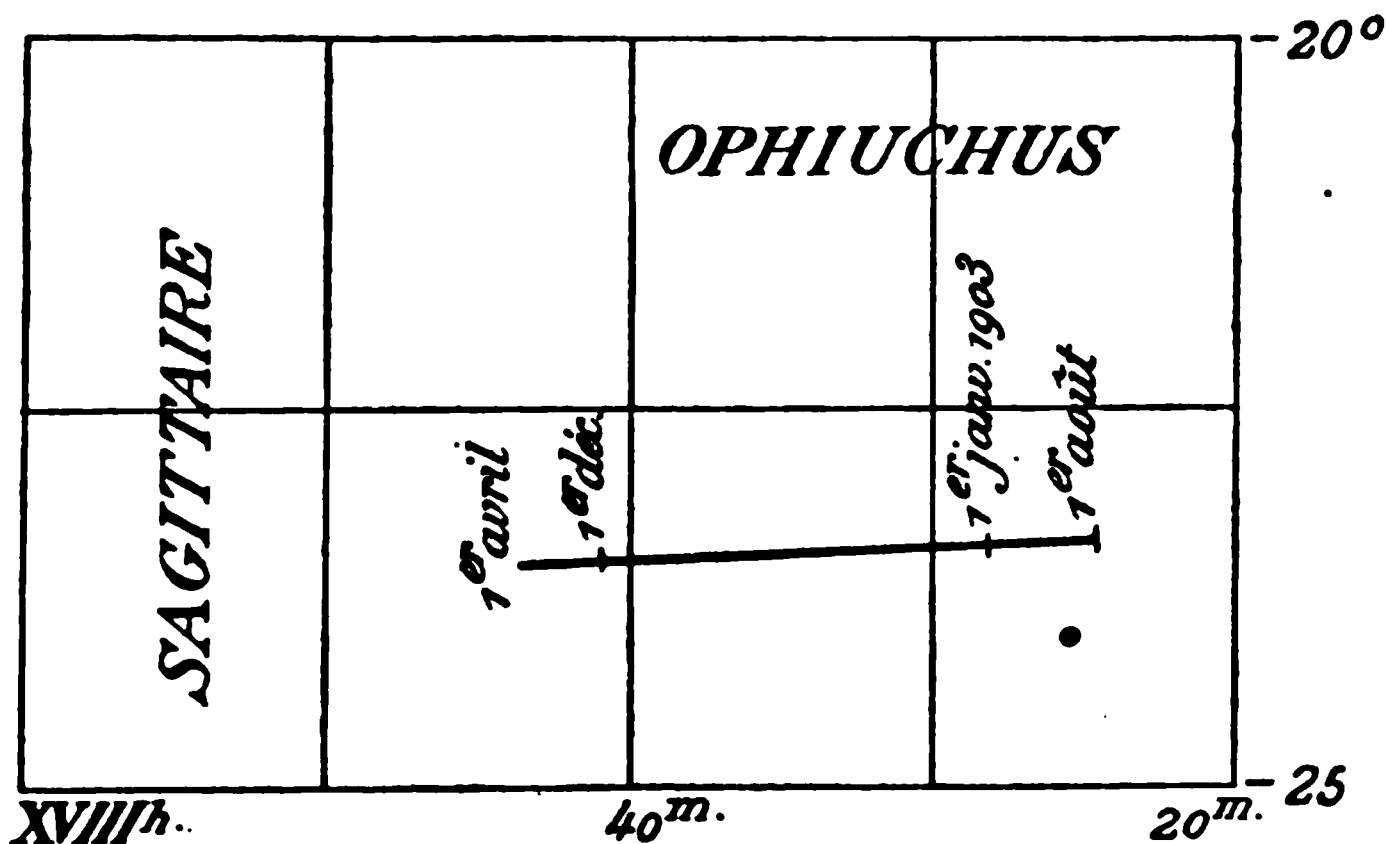 -20°
OPHIUCHUS
SAGITTAIRE
1er avril
1er déc.
1er janv. 1903
1er août
-25
XVIIIh..
40m.
20m.